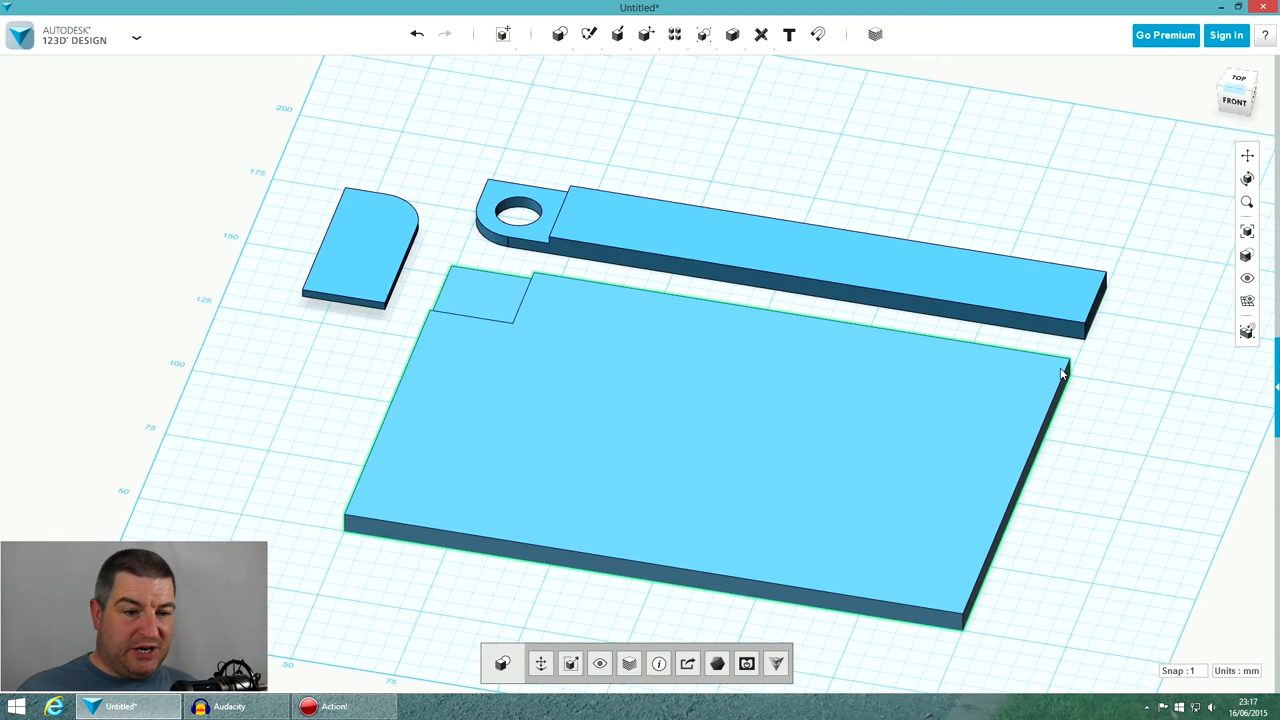 Untitled*
AUTODESK®
123D® DESIGN
T
Go Premium
Sign In
?
TOP
FRONT
200
175
150
125
100
75
50
50
75
Snap : 1
Units : mm
Untitled*
Audacity
Action!
23:17
16/06/2015